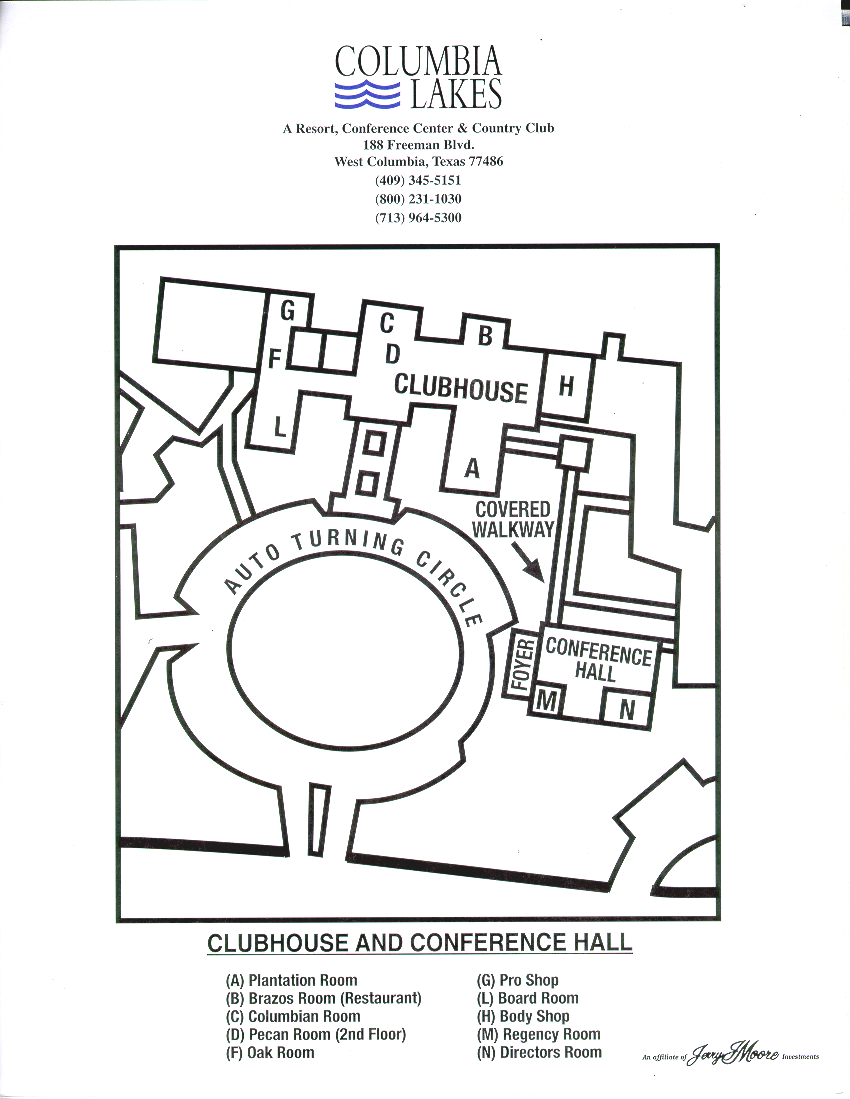 COLUMBIA
LAKES
A Resort, Conference Center & Country Club
188 Freeman Blvd.
West Columbia, Texas 77486
(409) 345-5151
(800) 231-1030
(713) 964-5300
G
C
B
F
D
CLUBHOUSE
H
L
A
COVERED
WALKWAY
AUTO TURNING CIRCLE
FOYER
CONFERENCE
HALL
M
N
CLUBHOUSE AND CONFERENCE HALL
(A) Plantation Room
(B) Brazos Room (Restaurant)
(C) Columbian Room
(D) Pecan Room (2nd Floor)
(F) Oak Room
(G) Pro Shop
(L) Board Room
(H) Body Shop
(M) Regency Room
(N) Directors Room
An affiliate of Jerry J Moore Investments